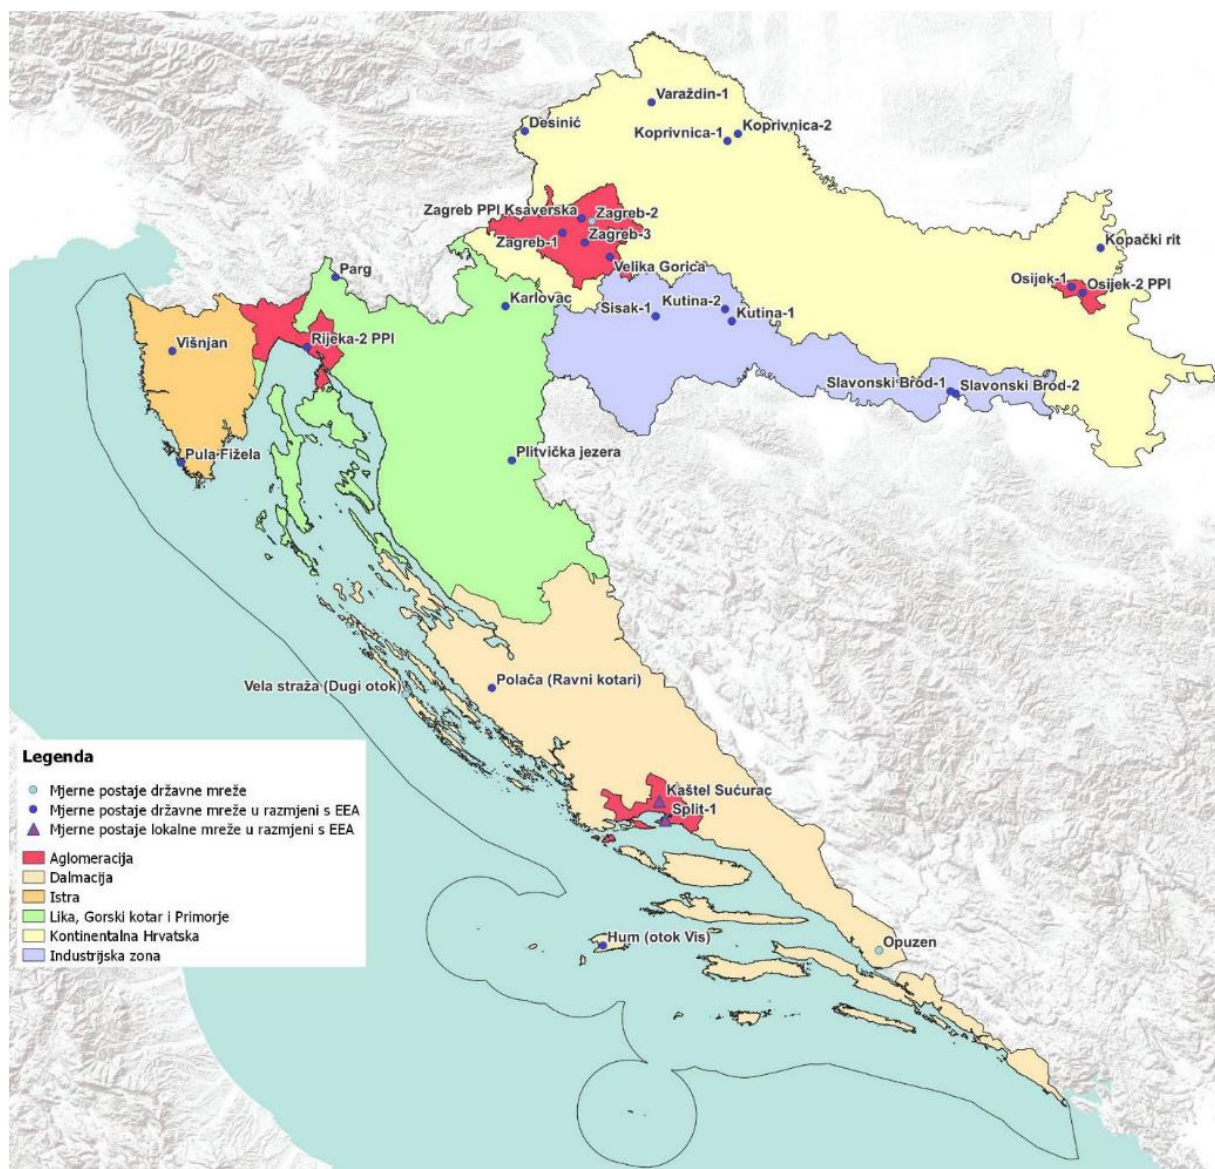 Varaždin-1
Desinić
Koprivnica-2
Koprivnica-1
Zagreb PPI Ksaverska
Zagreb-2
Zagreb-1
Zagreb-3
Velika Gorica
Kopački rit
Osijek-1
Osijek-2 PPI
Parg
Karlovac
Sisak-1
Kutina-2
Kutina-1
Višnjan
Rijeka-2 PPI
Slavonski Brod-1
Slavonski Brod-2
Pula Fižela
Plitvička jezera
Vela straža (Dugi otok)
Polača (Ravni kotari)
Kaštel Sućurac
Split-1
Hum (otok Vis)
Opuzen
Legenda
Mjerne postaje državne mreže
Mjerne postaje državne mreže u razmjeni s EEA
Mjerne postaje lokalne mreže u razmjeni s EEA
Aglomeracija
Dalmacija
Istra
Lika, Gorski kotar i Primorje
Kontinentalna Hrvatska
Industrijska zona